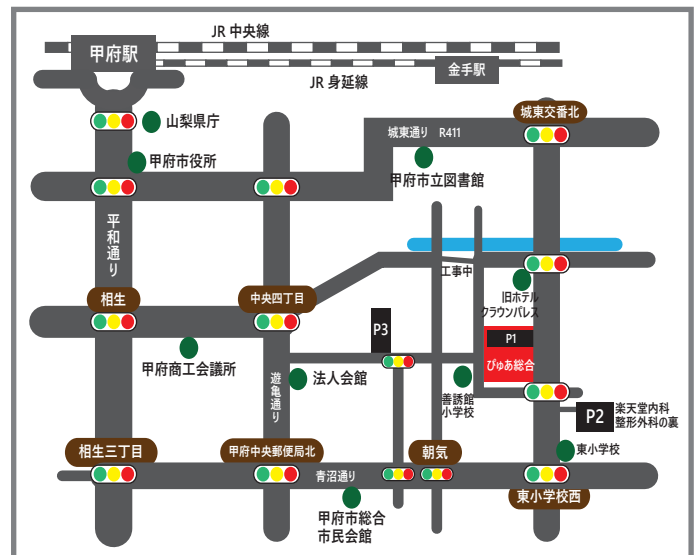 JR 中央線
甲府駅
JR 身延線
金手駅
山梨県庁
城東交番北
城東通り R411
甲府市役所
甲府市立図書館
平和通り
工事中
旧ホテル
クラウンパレス
相生
中央四丁目
P3
P1
ぴゅあ総合
甲府商工会議所
法人会館
遊亀通り
善誘館
小学校
P2
楽天堂内科
整形外科の裏
相生三丁目
甲府中央郵便局北
朝気
東小学校
青沼通り
東小学校西
甲府市総合
市民会館